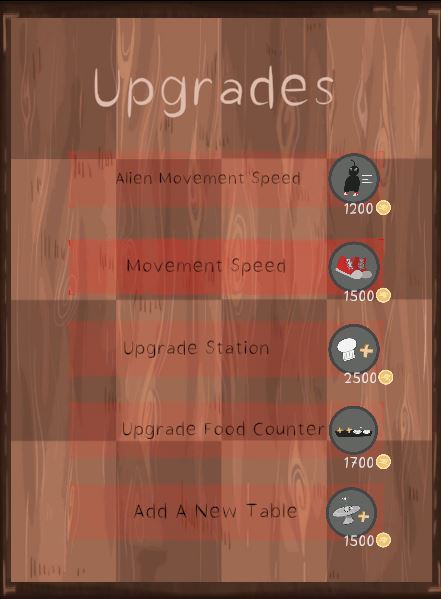 Upgrades
Alien Movement Speed
1200
Movement Speed
1500
Upgrade Station
2500
Upgrade Food Counter
1700
Add A New Table
1500